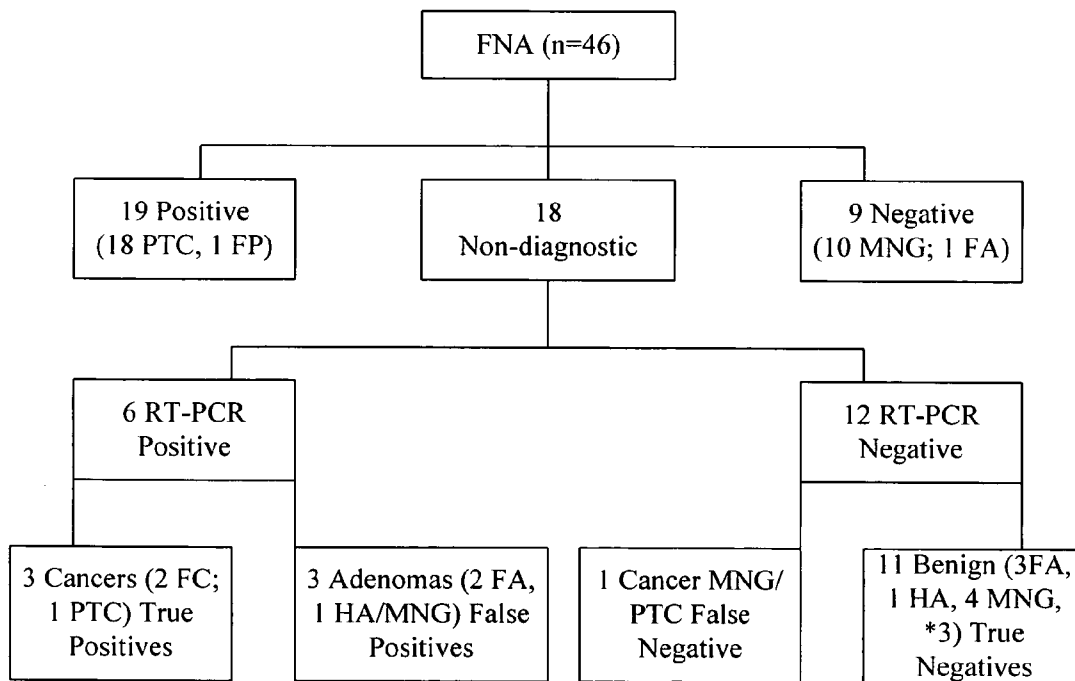 FNA (n=46)
19 Positive
(18 PTC, 1 FP)
18
Non-diagnostic
9 Negative
(10 MNG; 1 FA)
6 RT-PCR
Positive
12 RT-PCR
Negative
3 Cancers (2 FC;
1 PTC) True
Positives
3 Adenomas (2 FA,
1 HA/MNG) False
Positives
1 Cancer MNG/
PTC False
Negative
11 Benign (3FA,
1 HA, 4 MNG,
*3) True
Negatives